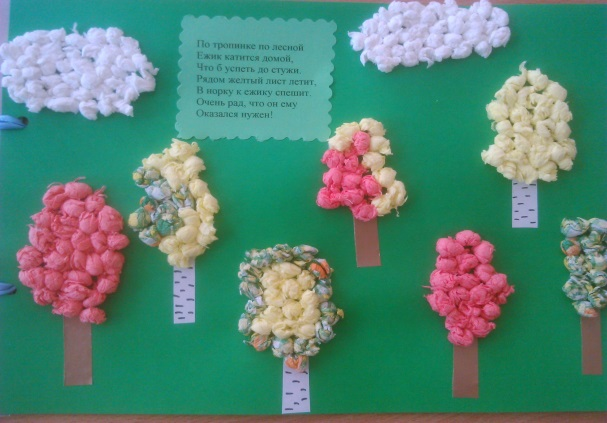 По тропинке по лесной
Ежик катится домой,
Что б успеть до стужи.
Рядом желтый лист летит,
В норку к ежику спешит.
Очень рад, что он ему
Оказался нужен!